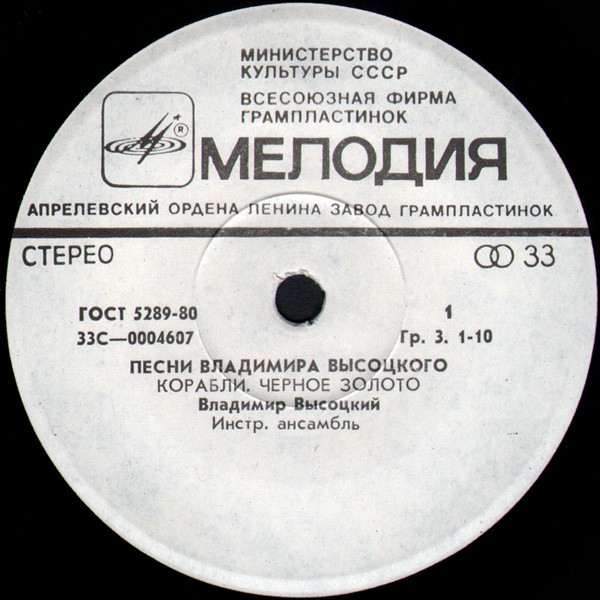 МИНИСТЕРСТВО
КУЛЬТУРЫ СССР
ВСЕСОЮЗНАЯ ФИРМА
ГРАМПЛАСТИНОК
®
МЕЛОДИЯ
АПРЕЛЕВСКИЙ ОРДЕНА ЛЕНИНА ЗАВОД ГРАМПЛАСТИНОК
СТЕРЕО
33
ГОСТ 5289-80
1
33С—0004607
Гр. 3. 1-10
ПЕСНИ ВЛАДИМИРА ВЫСОЦКОГО
КОРАБЛИ. ЧЕРНОЕ ЗОЛОТО
Владимир Высоцкий
Инстр. ансамбль